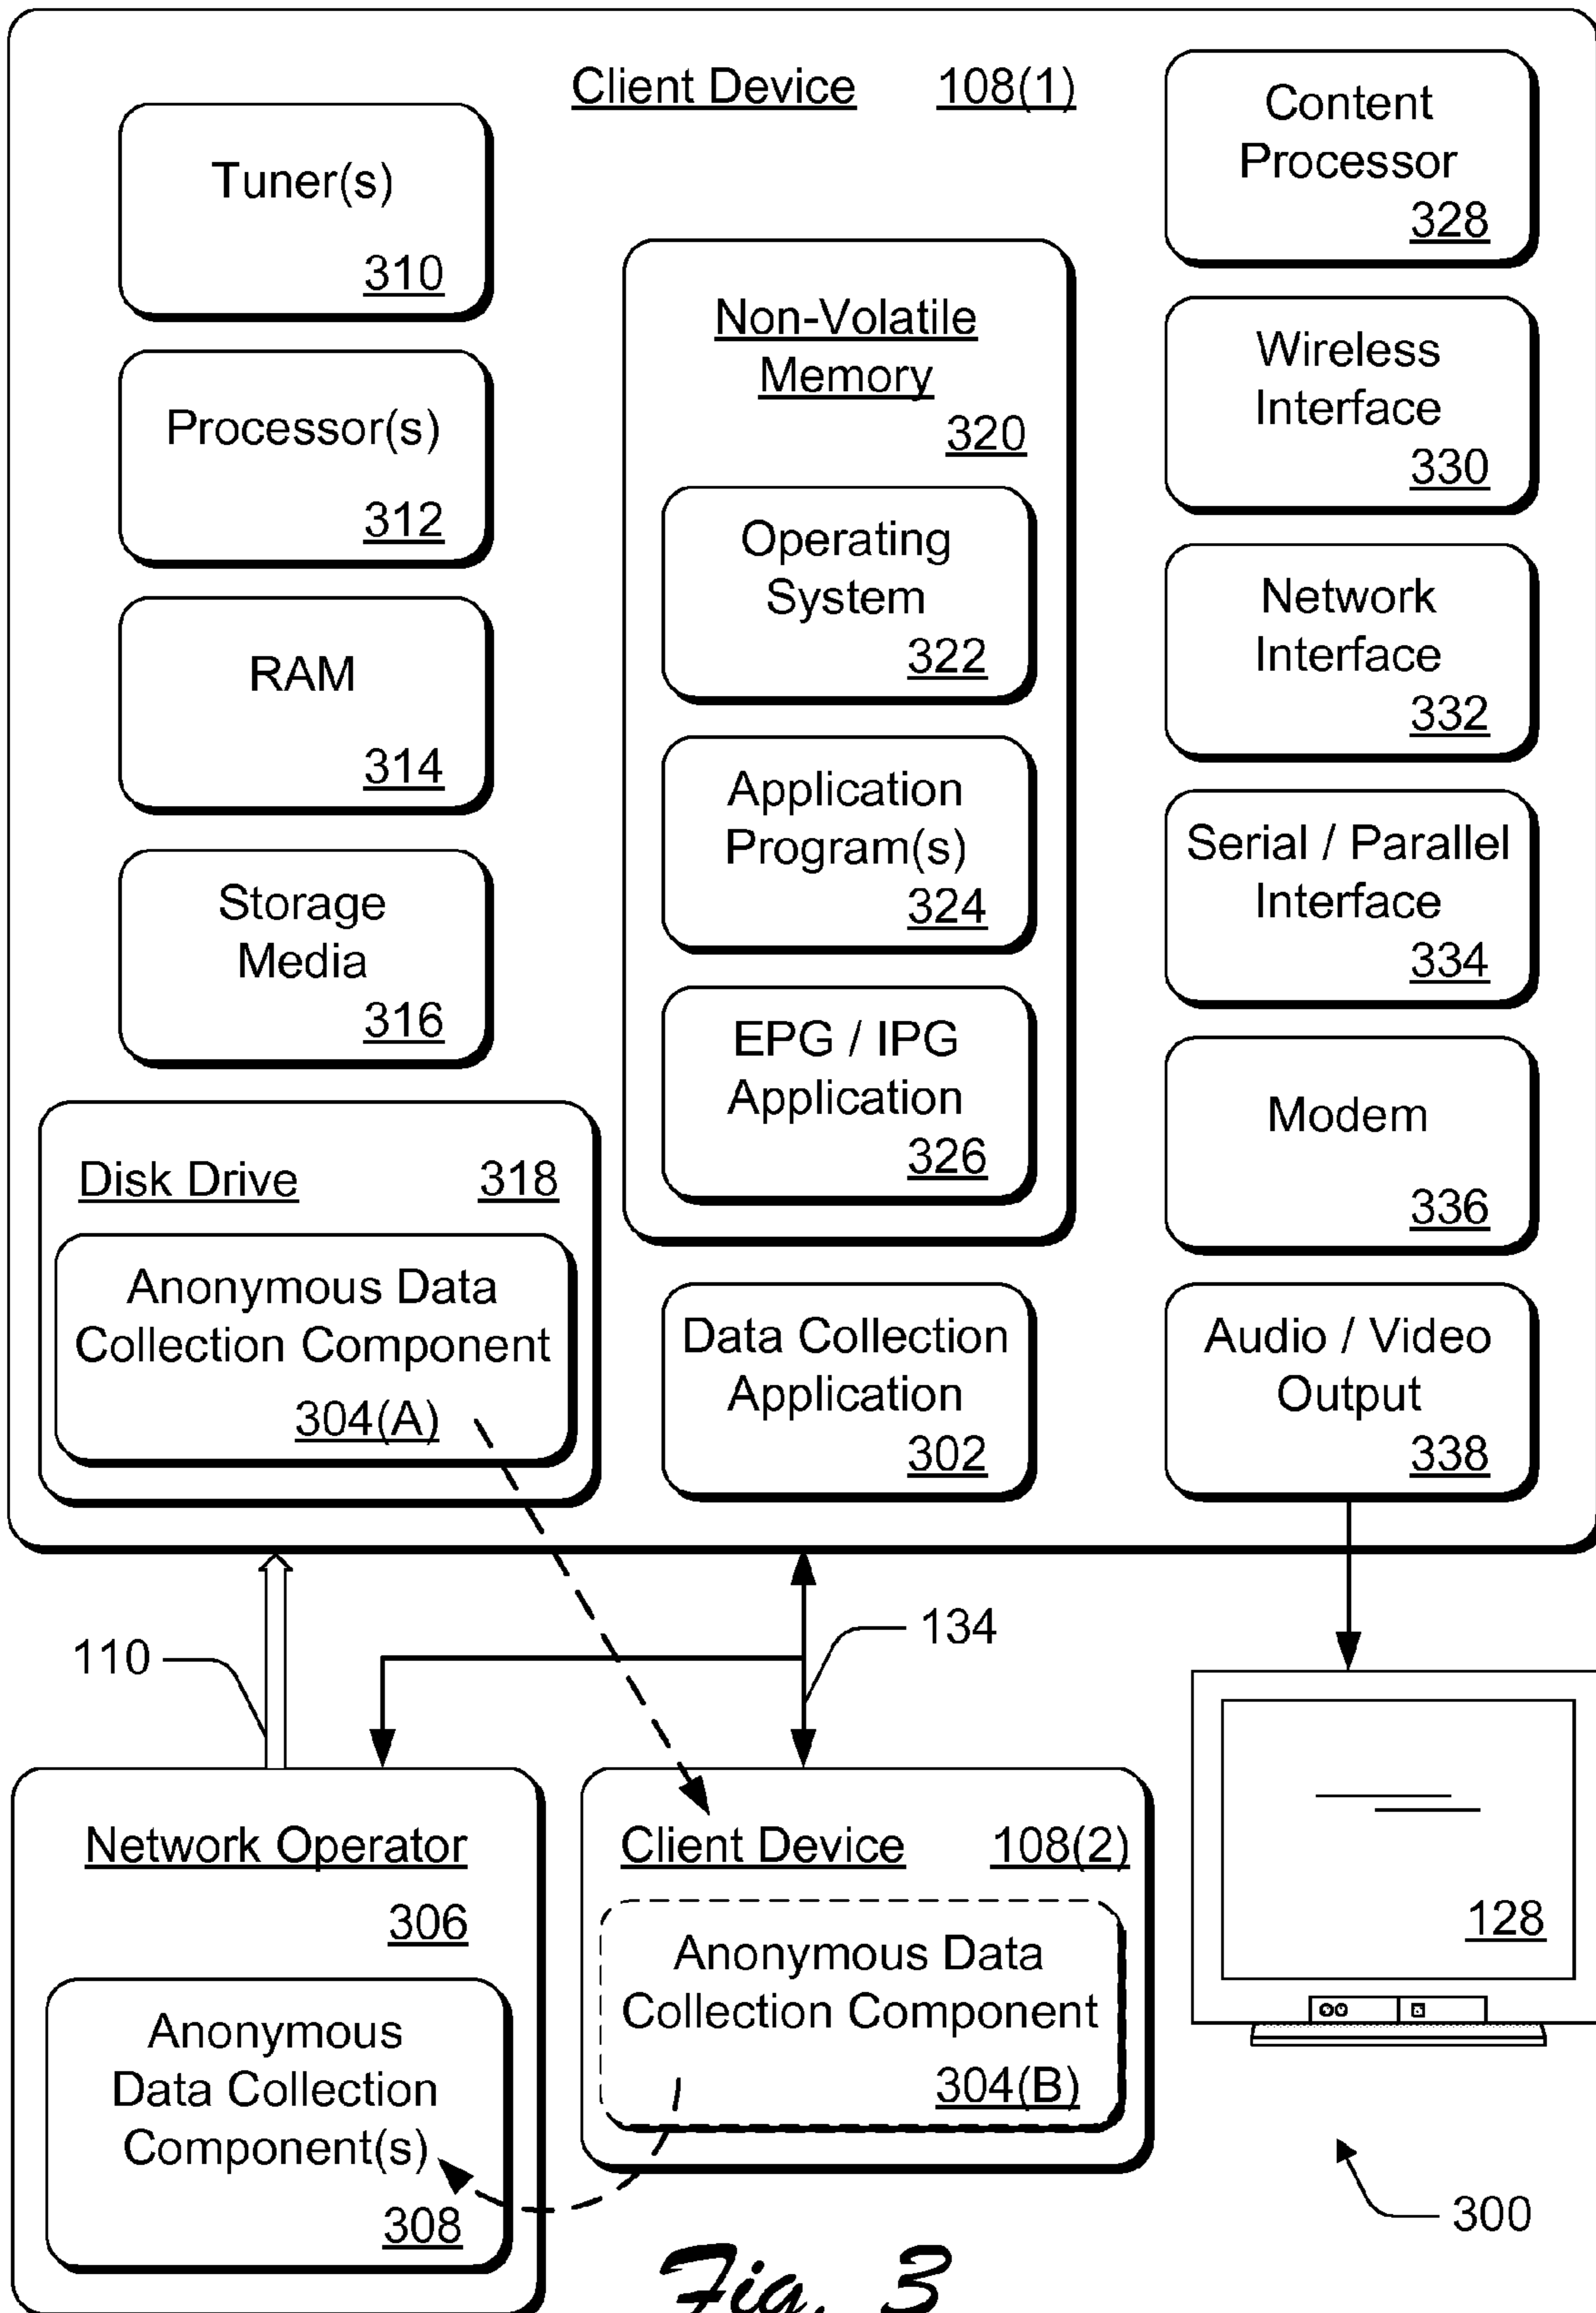 Client Device 108(1)
Tuner(s)
310
Processor(s)
312
RAM
314
Storage
Media
316
Disk Drive 318
Anonymous Data
Collection Component
304(A)
Non-Volatile
Memory
320
Operating
System
322
Application
Program(s)
324
EPG / IPG
Application
326
Data Collection
Application
302
Content
Processor
328
Wireless
Interface
330
Network
Interface
332
Serial / Parallel
Interface
334
Modem
336
Audio / Video
Output
338
110
134
Network Operator
306
Anonymous
Data Collection
Component(s)
308
Client Device 108(2)
Anonymous Data
Collection Component
304(B)
128
300
Fig. 3